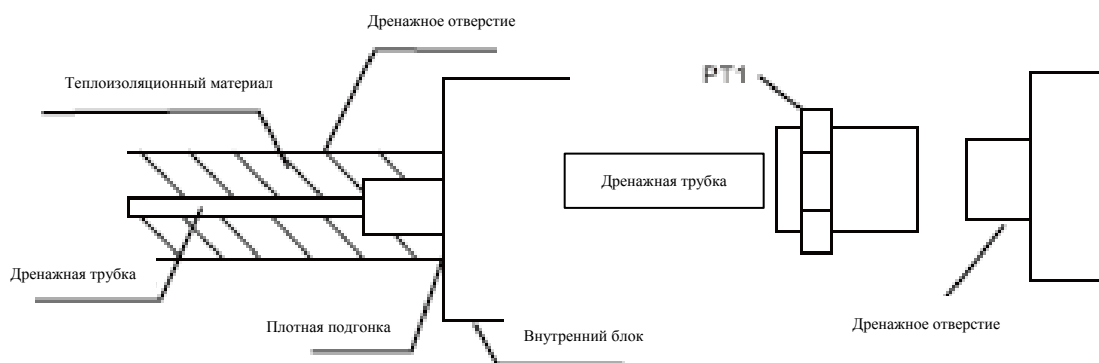 Дренажное отверстие
Теплоизоляционный материал
PT1
Дренажная трубка
Дренажная трубка
Плотная подгонка
Внутренний блок
Дренажное отверстие